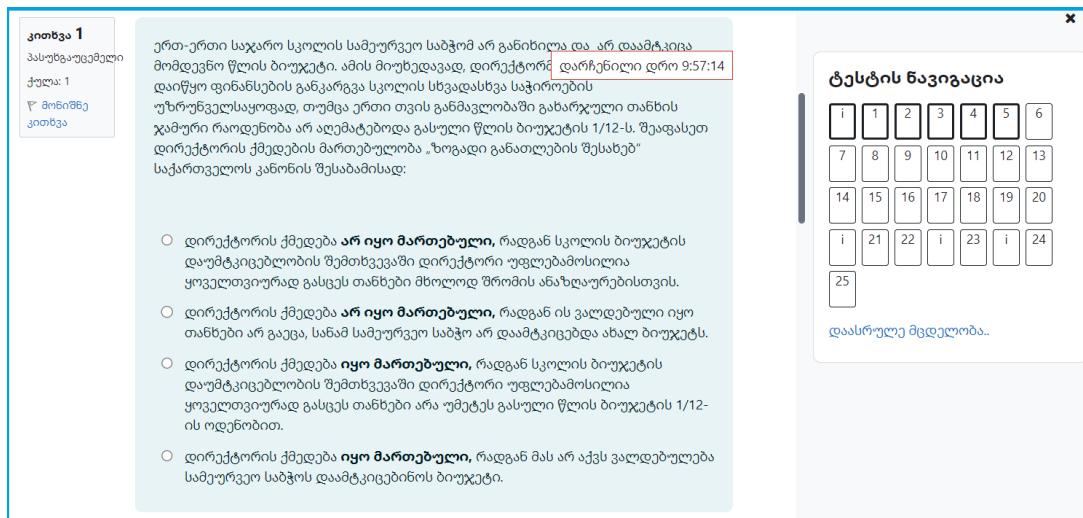 კითხვა 1
პასუხგაუცემელი
ქულა: 1
მონიშნე
კითხვა
ერთ-ერთი საჯარო სკოლის სამეურვეო საბჭომ არ განიხილა და არ დაამტკიცა
მომდევნო წლის ბიუჯეტი. ამის მიუხედავად, დირექტორმ
დარჩენილი დრო 9:57:14
დაიწყო ფინანსების განკარგვა სკოლის სხვადასხვა საჭიროების
უზრუნველსაყოფად, თუმცა ერთი თვის განმავლობაში გახარჯული თანხის
ჯამური რაოდენობა არ აღემატებოდა გასული წლის ბიუჯეტის 1/12-ს. შეაფასეთ
დირექტორის ქმედების მართებულობა „ზოგადი განათლების შესახებ“
საქართველოს კანონის შესაბამისად:
დირექტორის ქმედება არ იყო მართებული, რადგან სკოლის ბიუჯეტის
დაუმტკიცებლობის შემთხვევაში დირექტორი უფლებამოსილია
ყოველთვიურად გასცეს თანხები მხოლოდ შრომის ანაზღაურებისთვის.
დირექტორის ქმედება არ იყო მართებული, რადგან ის ვალდებული იყო
თანხები არ გაეცა, სანამ სამეურვეო საბჭო არ დაამტკიცებდა ახალ ბიუჯეტს.
დირექტორის ქმედება იყო მართებული, რადგან სკოლის ბიუჯეტის
დაუმტკიცებლობის შემთხვევაში დირექტორი უფლებამოსილია
ყოველთვიურად გასცეს თანხები არა უმეტეს გასული წლის ბიუჯეტის 1/12-
ის ოდენობით.
დირექტორის ქმედება იყო მართებული, რადგან მას არ აქვს ვალდებულება
სამეურვეო საბჭოს დაამტკიცებინოს ბიუჯეტი.
✖
ტესტის ნავიგაცია
i 1 2 3 4 5 6
7 8 9 10 11 12 13
14 15 16 17 18 19 20
i 21 22 i 23 i 24
25
დაასრულე მცდელობა..